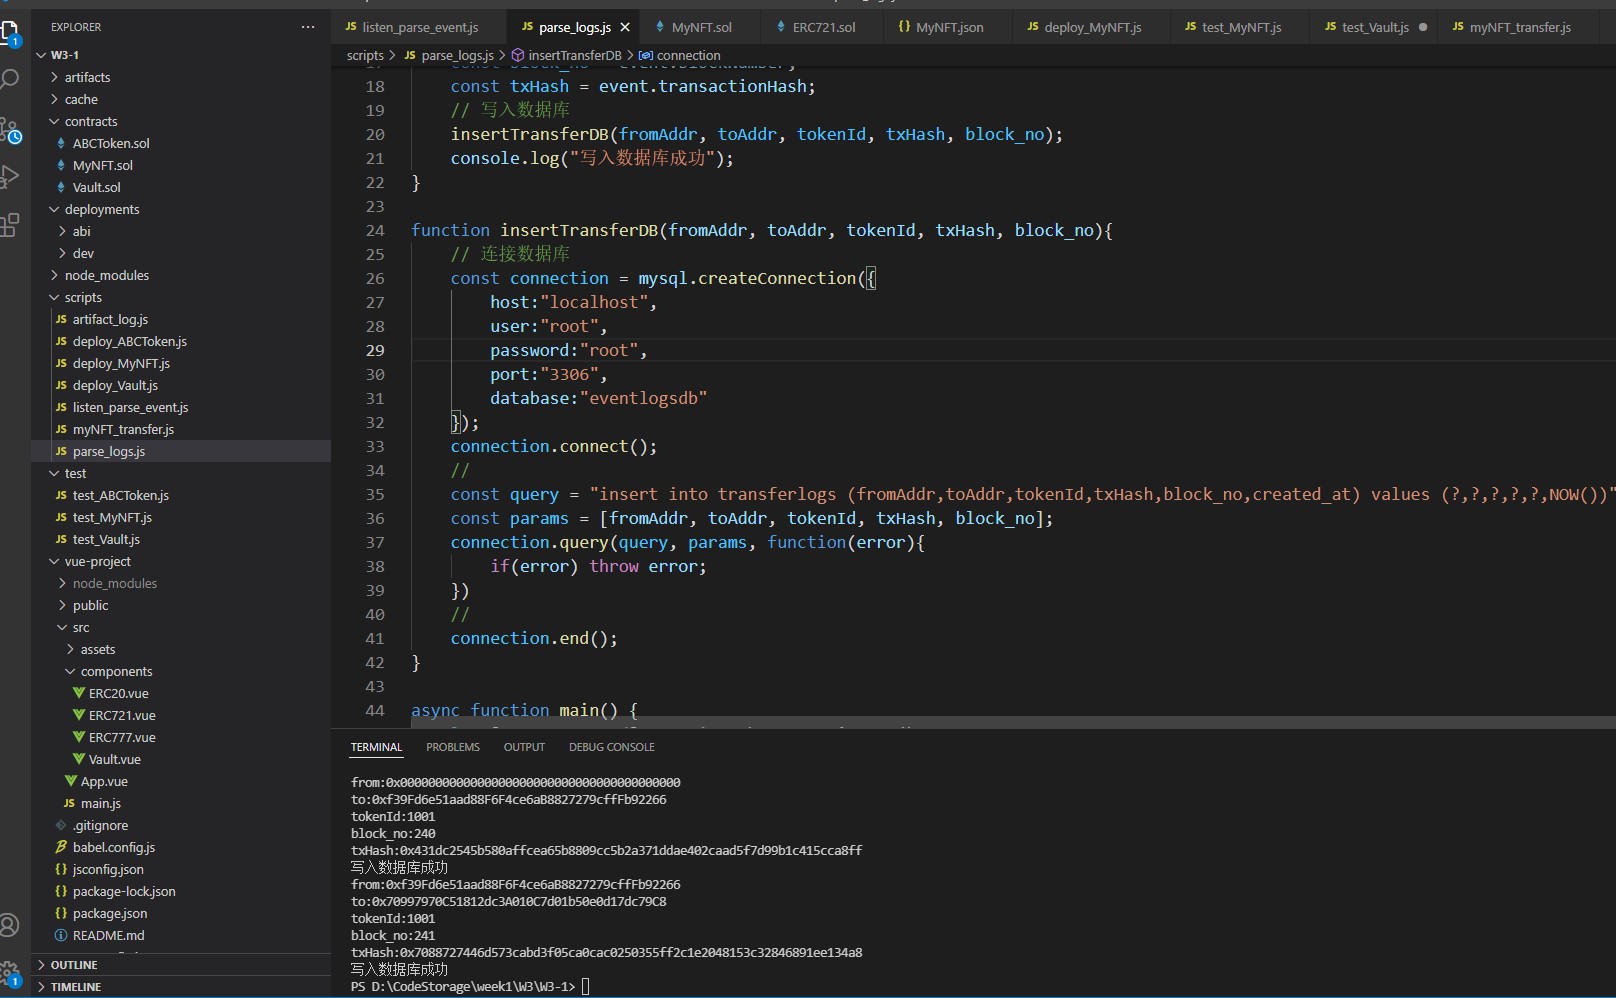 EXPLORER
W3-1
artifacts
cache
contracts
ABCToken.sol
MyNFT.sol
Vault.sol
deployments
abi
dev
node_modules
scripts
artifact_log.js
deploy_ABCToken.js
deploy_MyNFT.js
deploy_Vault.js
listen_parse_event.js
myNFT_transfer.js
parse_logs.js
test
test_ABCToken.js
test_MyNFT.js
test_Vault.js
vue-project
node_modules
public
src
assets
components
ERC20.vue
ERC721.vue
ERC777.vue
Vault.vue
App.vue
main.js
.gitignore
babel.config.js
jsconfig.json
package-lock.json
package.json
README.md
OUTLINE
TIMELINE
listen_parse_event.js parse_logs.js MyNFT.sol ERC721.sol MyNFT.json deploy_MyNFT.js test_MyNFT.js test_Vault.js myNFT_transfer.js
scripts > parse_logs.js > insertTransferDB > connection
18 const txHash = event.transactionHash;
19 // 写入数据库
20 insertTransferDB(fromAddr, toAddr, tokenId, txHash, block_no);
21 console.log("写入数据库成功");
22 }
23
24 function insertTransferDB(fromAddr, toAddr, tokenId, txHash, block_no){
25 // 连接数据库
26 const connection = mysql.createConnection({
27 host:"localhost",
28 user:"root",
29 password:"root",
30 port:"3306",
31 database:"eventlogsdb"
32 });
33 connection.connect();
34 //
35 const query = "insert into transferlogs (fromAddr,toAddr,tokenId,txHash,block_no,created_at) values (?,?,?,?,?,NOW())"
36 const params = [fromAddr, toAddr, tokenId, txHash, block_no];
37 connection.query(query, params, function(error){
38 if(error) throw error;
39 })
40 //
41 connection.end();
42 }
43
44 async function main() {
TERMINAL PROBLEMS OUTPUT DEBUG CONSOLE
from:0x0000000000000000000000000000000000000000
to:0xf39Fd6e51aad88F6F4ce6aB8827279cffFb92266
tokenId:1001
block_no:240
txHash:0x431dc2545b580affcea65b8809cc5b2a371ddae402caad5f7d99b1c415cca8ff
写入数据库成功
from:0xf39Fd6e51aad88F6F4ce6aB8827279cffFb92266
to:0x70997970C51812dc3A010C7d01b50e0d17dc79C8
tokenId:1001
block_no:241
txHash:0x7088727446d573cabd3f05ca0cac0250355ff2c1e2048153c32846891ee134a8
写入数据库成功
PS D:\CodeStorage\week1\W3\W3-1>